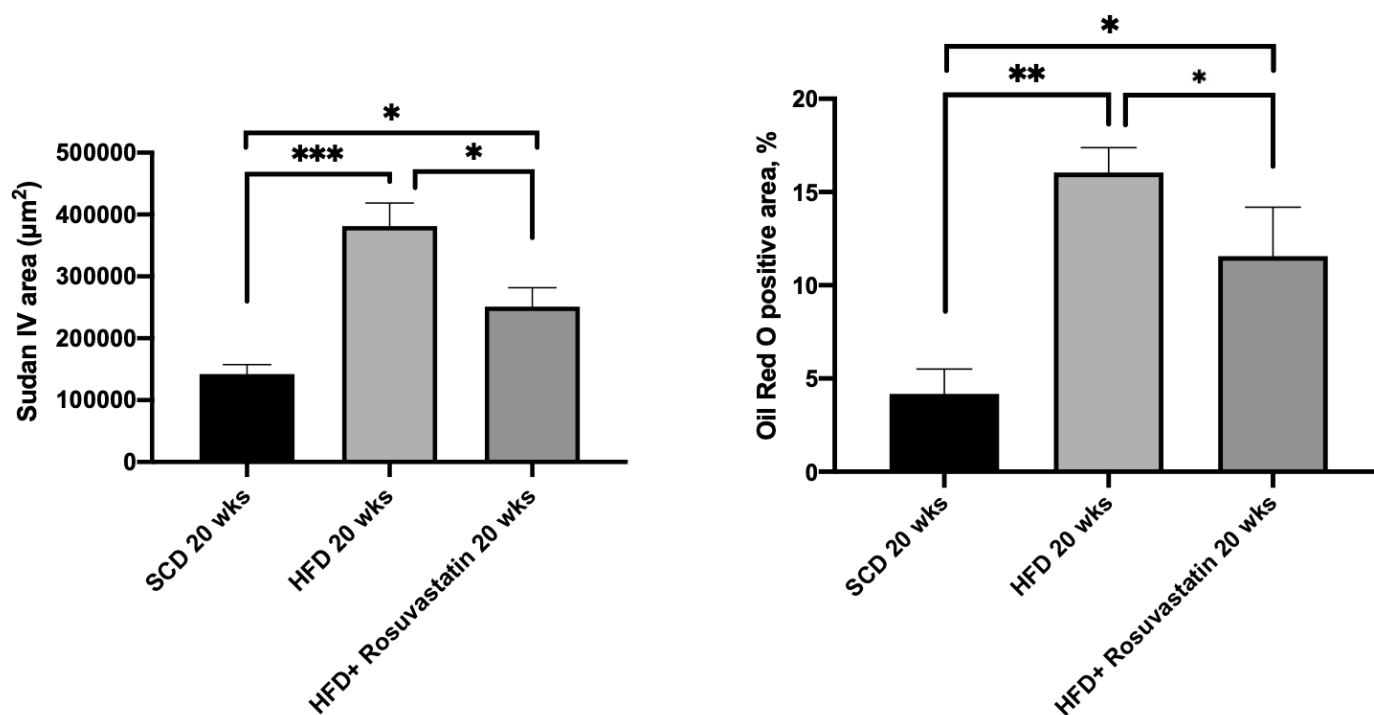 *
***
*
500000
400000
300000
200000
100000
0
Sudan IV area (µm²)
SCD 20 wks
HFD 20 wks
HFD+ Rosuvastatin 20 wks
*
**
*
20
15
10
5
0
Oil Red O positive area, %
SCD 20 wks
HFD 20 wks
HFD+ Rosuvastatin 20 wks